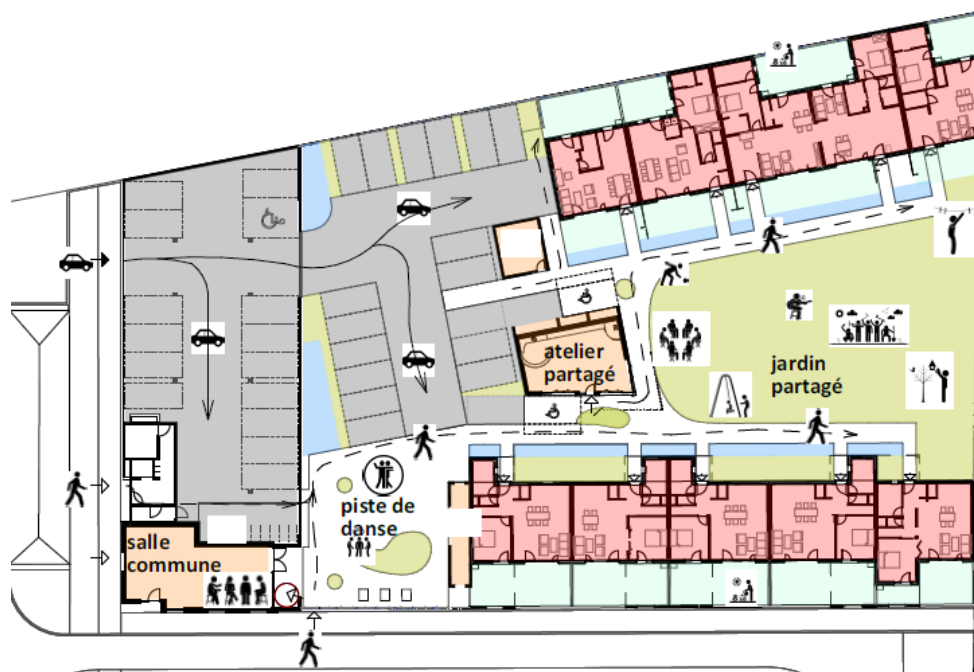 atelier
partagé
jardin
partagé
piste de
danse
salle
commune